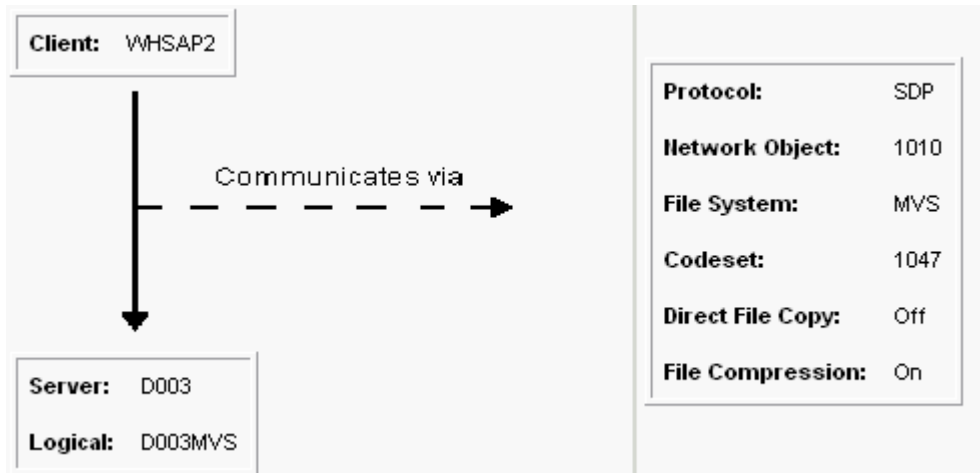 Client: WHSAP2
Communicates via
Server: D003
Logical: D003MVS
Protocol: SDP
Network Object: 1010
File System: MVS
Codeset: 1047
Direct File Copy: Off
File Compression: On